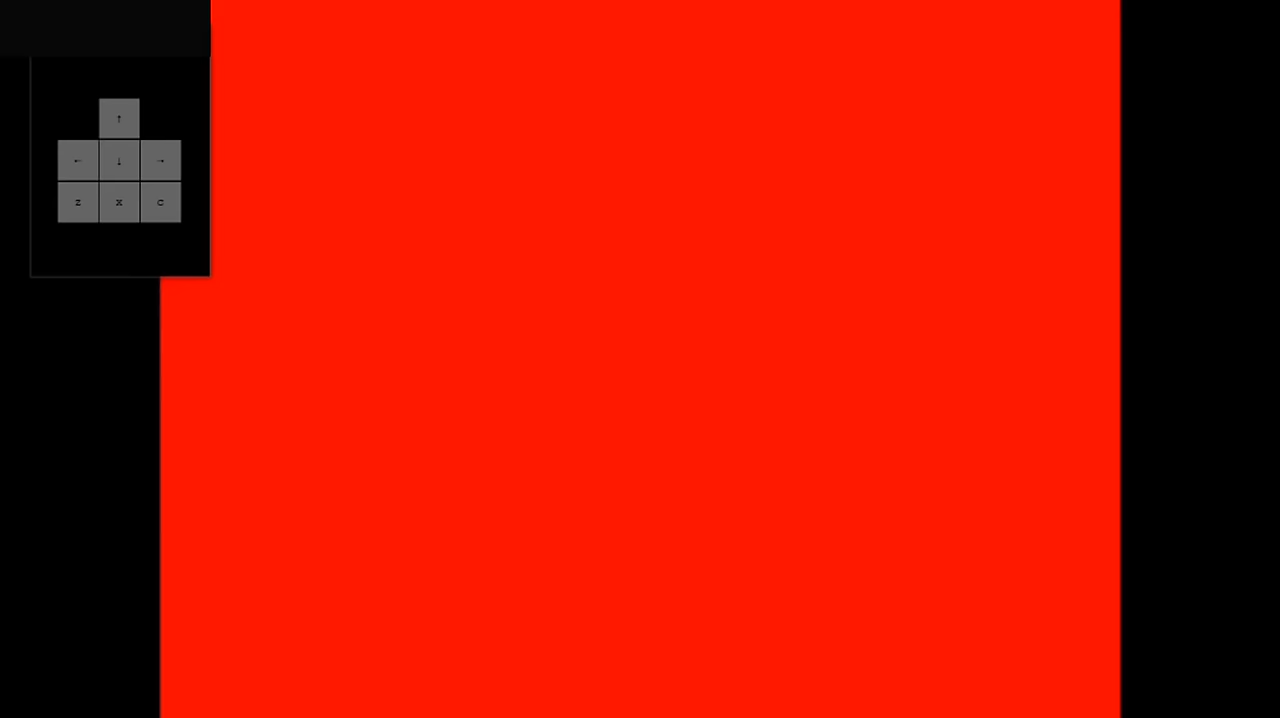 ↑
← ↓ →
z x c